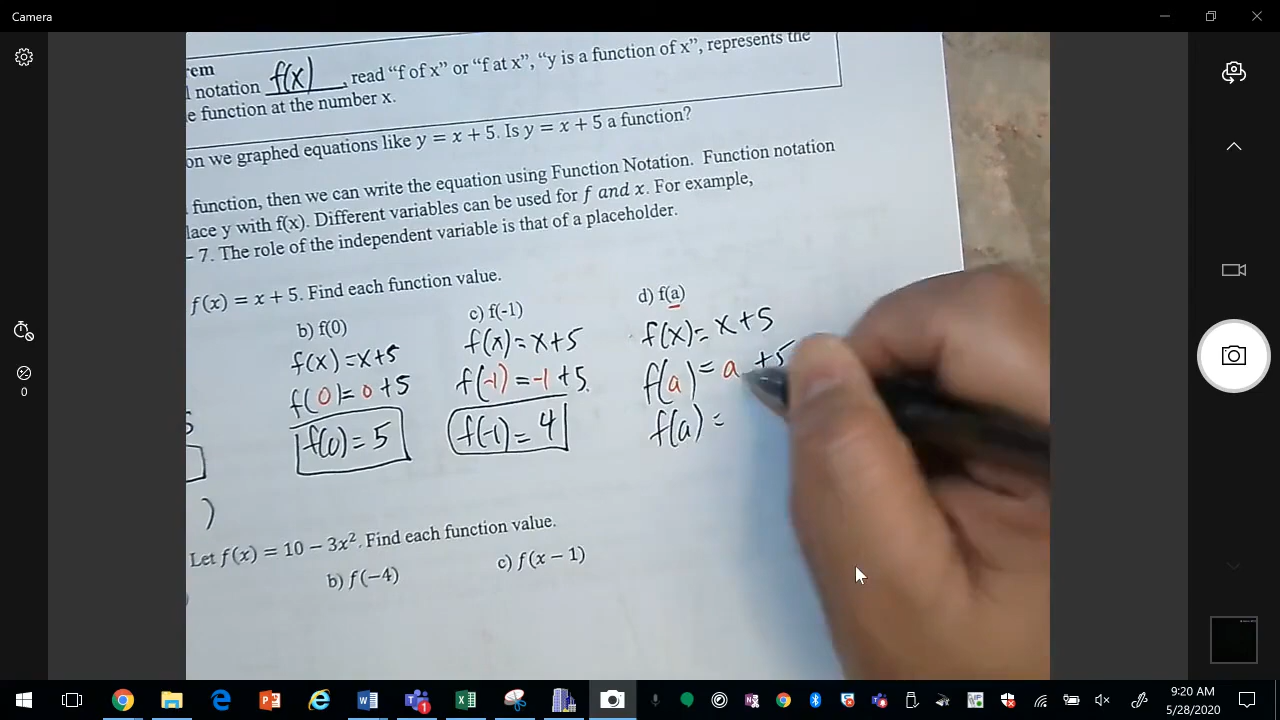 Camera
rem
l notation f(x), read “f of x” or “f at x”, “y is a function of x”, represents the
e function at the number x.
on we graphed equations like y = x + 5. Is y = x + 5 a function?
function, then we can write the equation using Function Notation. Function notation
lace y with f(x). Different variables can be used for f and x. For example,
– 7. The role of the independent variable is that of a placeholder.
f(x) = x + 5. Find each function value.
b) f(0)
f(x) = x+5
f(0) = 0 +5
f(0) = 5
c) f(-1)
f(x) = x+5
f(-1) = -1 +5
f(-1) = 4
d) f(a)
f(x) = x+5
f(a) = a +5
f(a) =
)
Let f(x) = 10 − 3x². Find each function value.
b) f(−4)
c) f(x − 1)
0
1
9:20 AM
5/28/2020